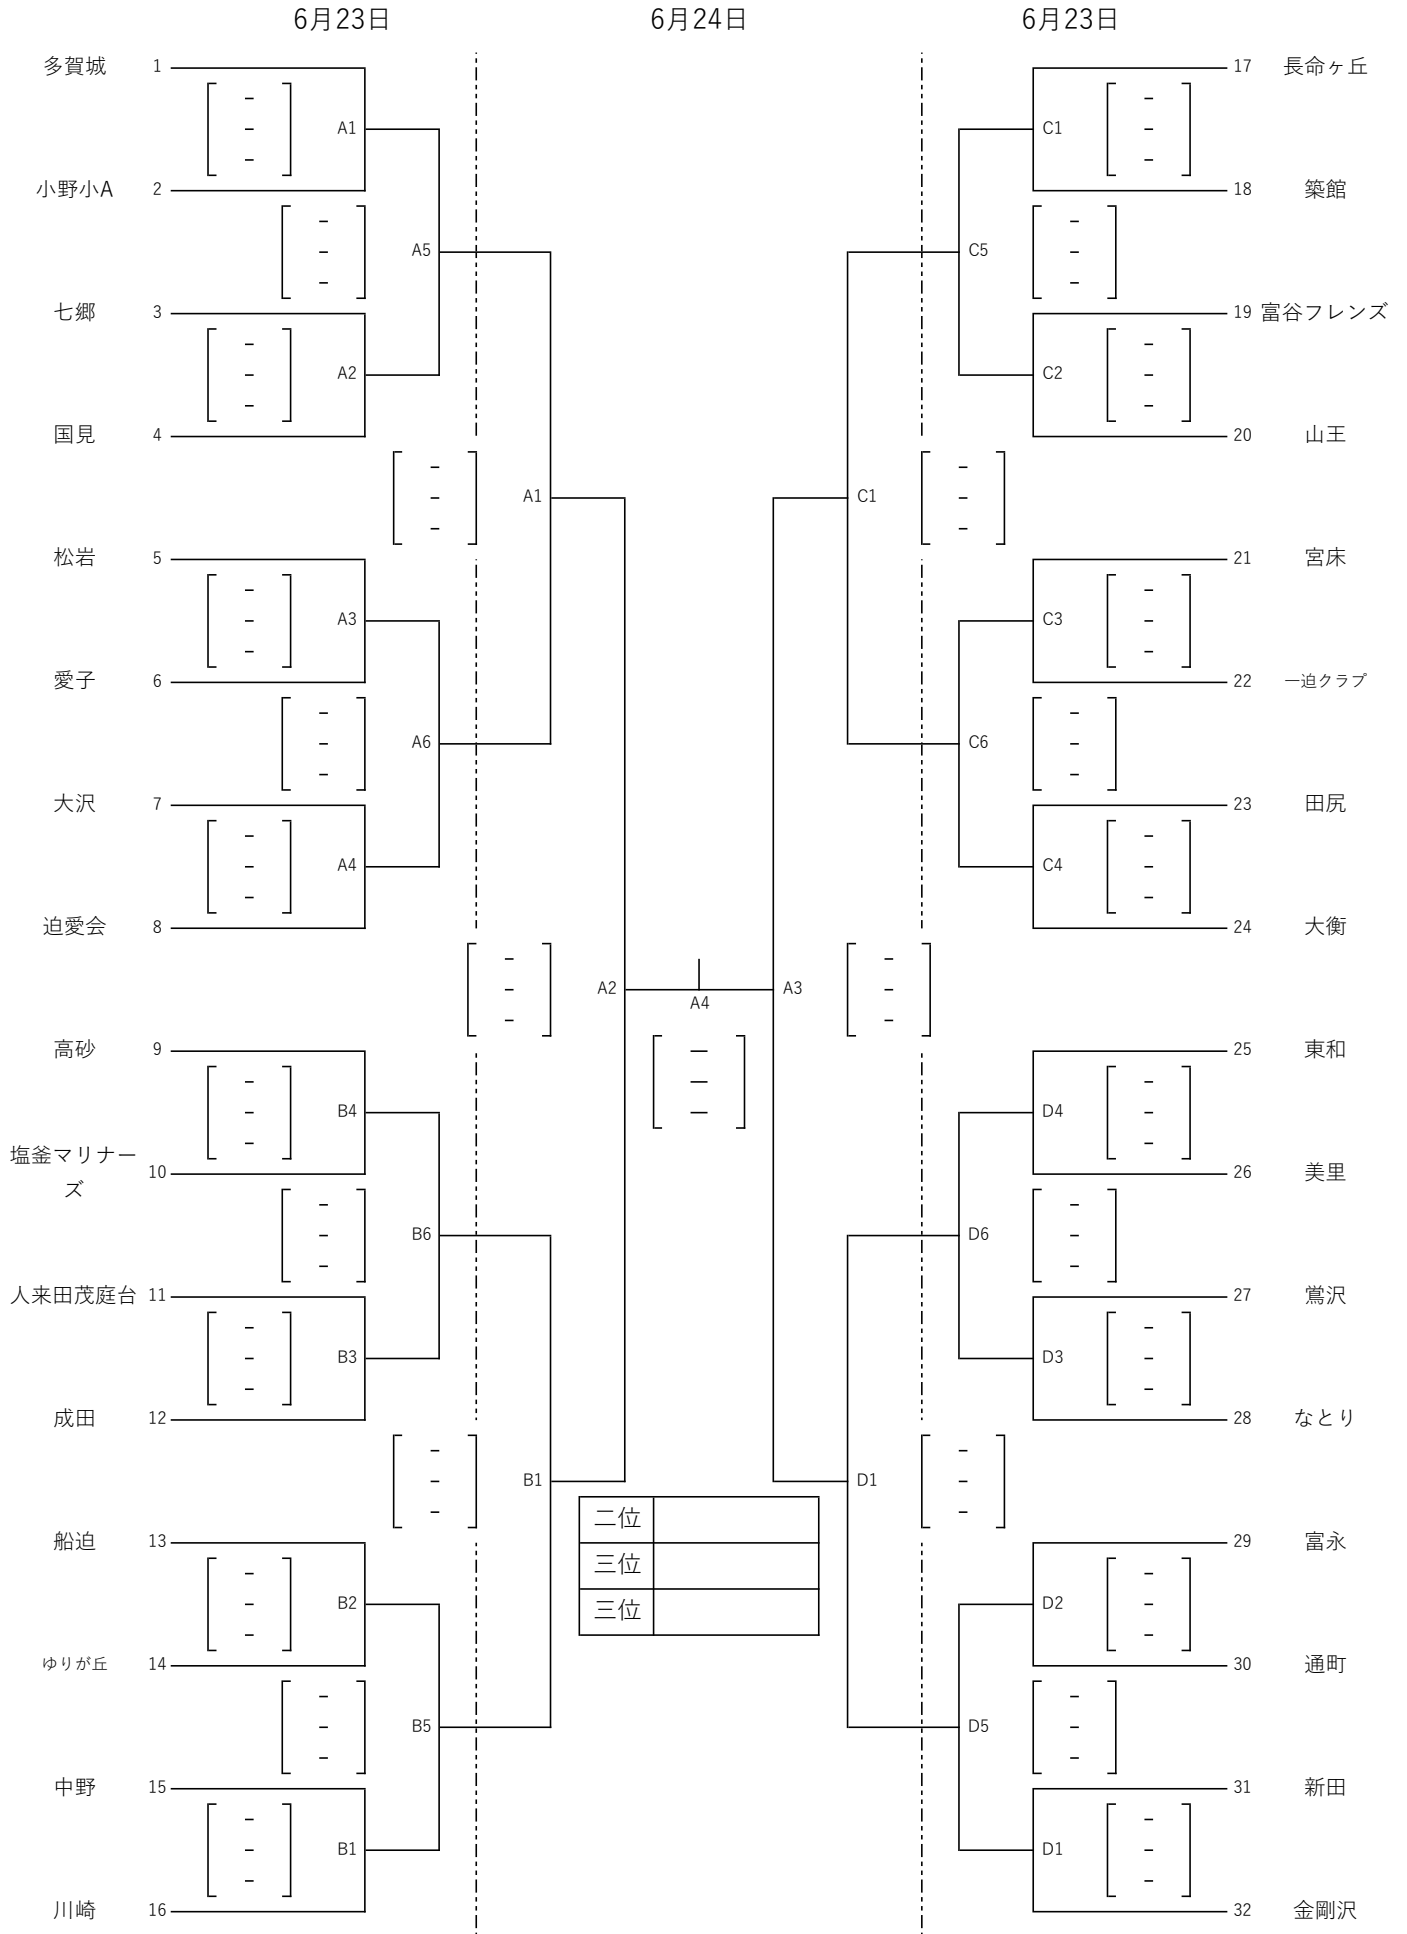 6月23日 6月24日 6月23日
多賀城 1 17 長命ヶ丘
- -
A1 - - C1
- -
小野小A 2 18 築館
- -
A5 - - C5
- -
七郷 3 19 富谷フレンズ
- -
A2 - - C2
- -
国見 4 20 山王
- -
- A1 C1 -
- -
松岩 5 21 宮床
- -
- A3 C3 -
- -
愛子 6 22 一迫クラブ
- -
- A6 C6 -
- -
大沢 7 23 田尻
- -
- A4 C4 -
- -
迫愛会 8 24 大衡
- -
- A2 A3 -
A4
- -
高砂 9 - 25 東和
- - -
- B4 - D4 -
- -
塩釜マリナー
ズ
10 26 美里
- -
- B6 D6 -
- -
人来田茂庭台 11 27 鶯沢
- -
- B3 D3 -
- -
成田 12 28 なとり
- -
- B1 D1 -
- -
二位
船迫 13 29 富永
三位
- -
- B2 D2 -
三位
- -
ゆりが丘 14 30 通町
- -
- B5 D5 -
- -
中野 15 31 新田
- -
- B1 D1 -
- -
川崎 16 32 金剛沢